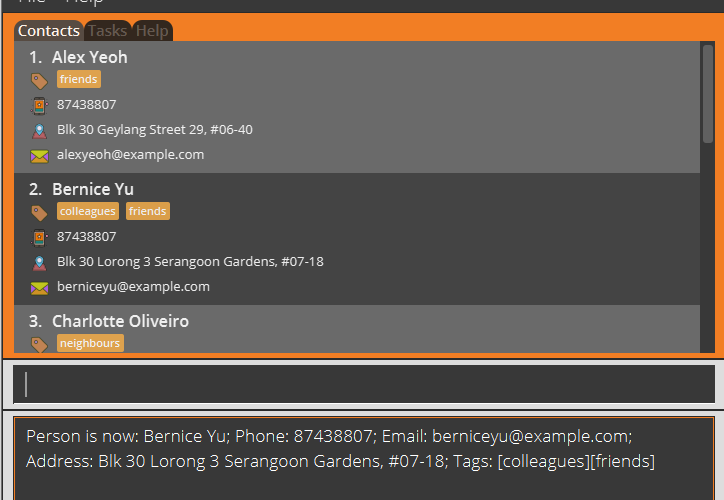 File Help
Contacts Tasks Help
1. Alex Yeoh
friends
87438807
Blk 30 Geylang Street 29, #06-40
alexyeoh@example.com
2. Bernice Yu
colleagues friends
87438807
Blk 30 Lorong 3 Serangoon Gardens, #07-18
berniceyu@example.com
3. Charlotte Oliveiro
neighbours
Person is now: Bernice Yu; Phone: 87438807; Email: berniceyu@example.com;
Address: Blk 30 Lorong 3 Serangoon Gardens, #07-18; Tags: [colleagues][friends]